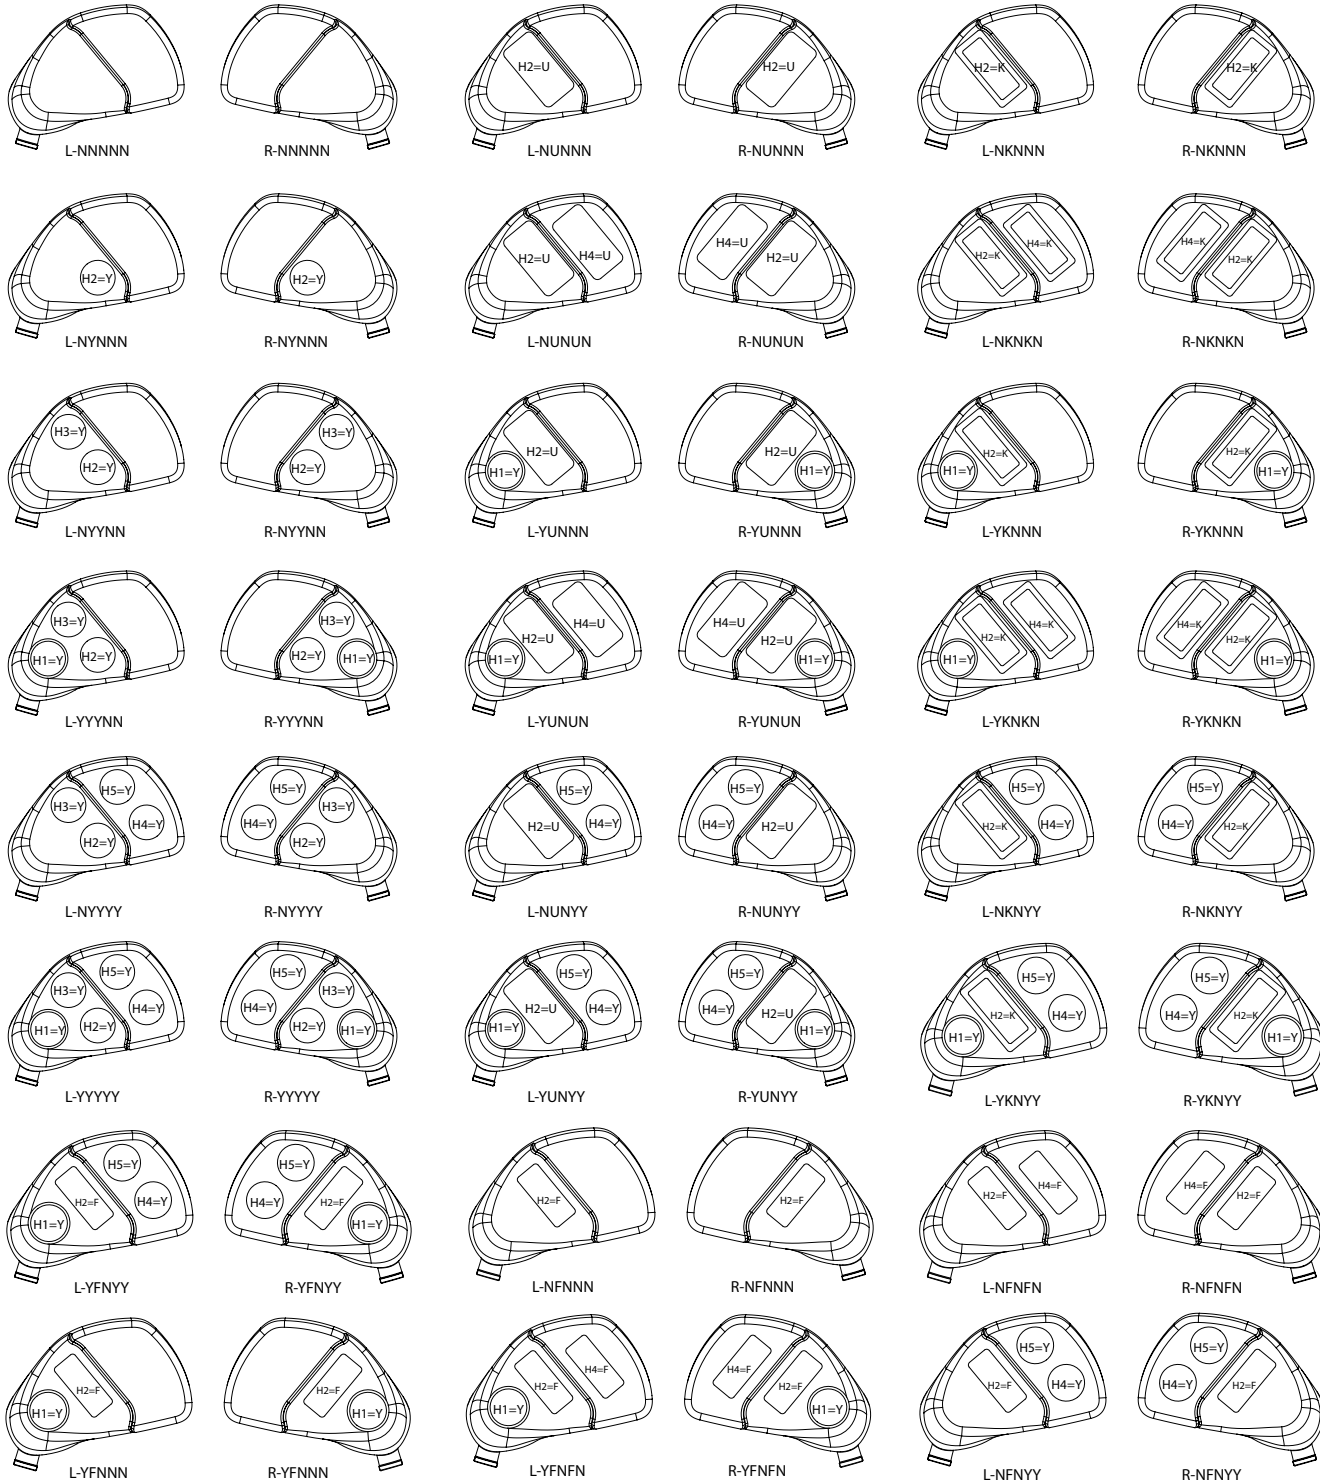 H2=U H2=U H2=K H2=K
L-NNNNN R-NNNNN L-NUNNN R-NUNNN L-NKNNN R-NKNNN
H2=Y H2=Y H2=U H4=U H4=U H2=U H2=K H4=K H4=K H2=K
L-NYNNN R-NYNNN L-NUNUN R-NUNUN L-NKNKN R-NKNKN
H3=Y H2=Y H3=Y H2=Y H1=Y H2=U H2=U H1=Y H1=Y H2=K H2=K H1=Y
L-NYYNN R-NYYNN L-YUNNN R-YUNNN L-YKNNN R-YKNNN
H3=Y H1=Y H2=Y H3=Y H2=Y H1=Y H1=Y H2=U H4=U H4=U H2=U H1=Y H1=Y H2=K H4=K H4=K H2=K H1=Y
L-YYYNN R-YYYNN L-YUNUN R-YUNUN L-YKNKN R-YKNKN
H5=Y H3=Y H4=Y H2=Y H5=Y H3=Y H4=Y H2=Y H5=Y H2=U H4=Y H5=Y H4=Y H2=U H5=Y H2=K H4=Y H5=Y H4=Y H2=K
L-NYYYY R-NYYYY L-NUNYY R-NUNYY L-NKNYY R-NKNYY
H5=Y H3=Y H4=Y H1=Y H2=Y H5=Y H3=Y H4=Y H2=Y H1=Y H5=Y H2=U H4=Y H1=Y H5=Y H4=Y H2=U H1=Y H5=Y H2=K H4=Y H1=Y H5=Y H4=Y H2=K H1=Y
L-YYYYY R-YYYYY L-YUNYY R-YUNYY L-YKNYY R-YKNYY
H5=Y H2=F H4=Y H1=Y H5=Y H4=Y H2=F H1=Y H2=F H2=F H2=F H4=F H4=F H2=F
L-YFNYY R-YFNYY L-NFNNN R-NFNNN L-NFNFN R-NFNFN
H2=F H1=Y H2=F H1=Y H4=F H2=F H1=Y H4=F H2=F H1=Y H5=Y H2=F H4=Y H5=Y H4=Y H2=F
L-YFNNN R-YFNNN L-YFNFN R-YFNFN L-NFNYY R-NFNYY